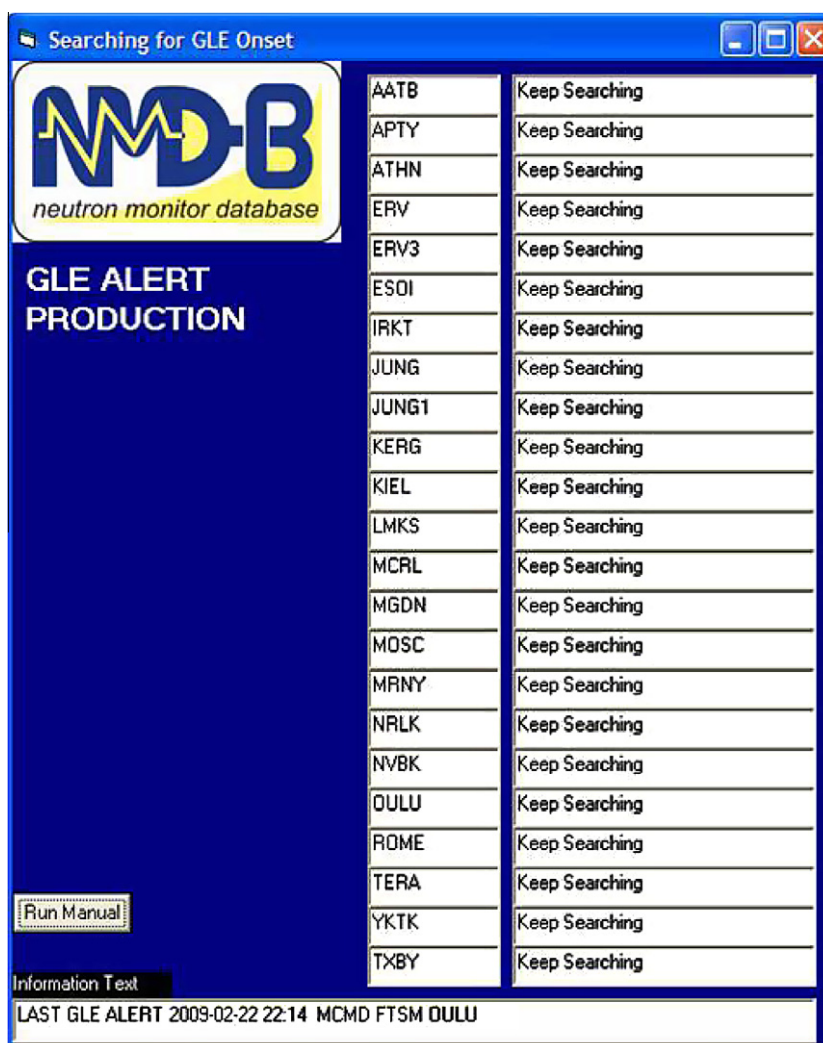 Searching for GLE Onset
NMD-B
neutron monitor database
GLE ALERT
PRODUCTION
AATB Keep Searching
APTY Keep Searching
ATHN Keep Searching
ERV Keep Searching
ERV3 Keep Searching
ESOI Keep Searching
IRKT Keep Searching
JUNG Keep Searching
JUNG1 Keep Searching
KERG Keep Searching
KIEL Keep Searching
LMKS Keep Searching
MCRL Keep Searching
MGDN Keep Searching
MOSC Keep Searching
MRNY Keep Searching
NRLK Keep Searching
NVBK Keep Searching
OULU Keep Searching
ROME Keep Searching
TERA Keep Searching
YKTK Keep Searching
TXBY Keep Searching
Run Manual
Information Text
LAST GLE ALERT 2009-02-22 22:14 MCMD FTSM OULU